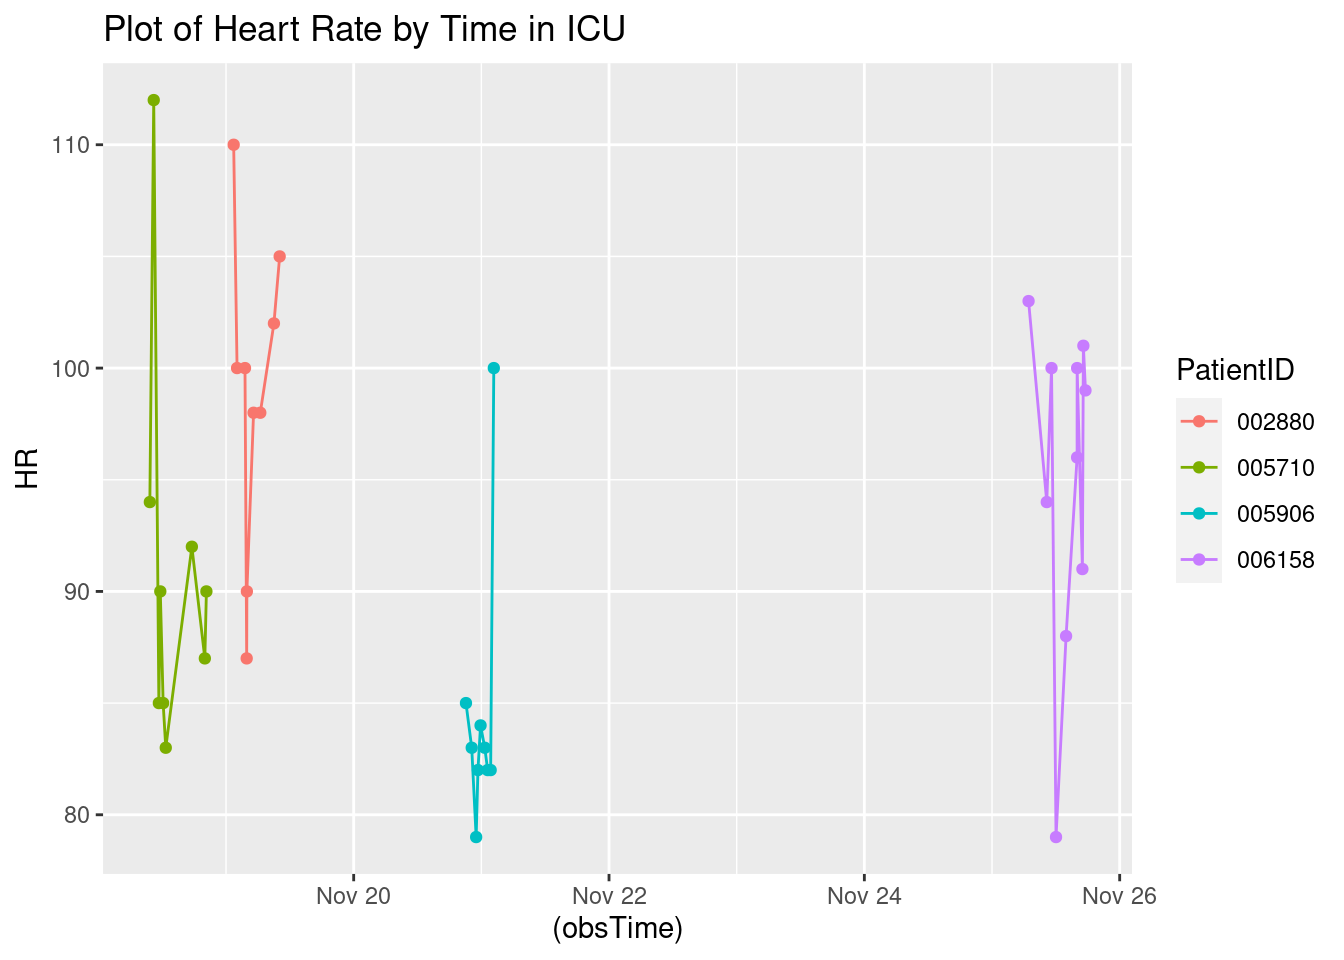 Plot of Heart Rate by Time in ICU
110
100
90
80
HR
Nov 20
Nov 22
Nov 24
Nov 26
(obsTime)
PatientID
002880
005710
005906
006158